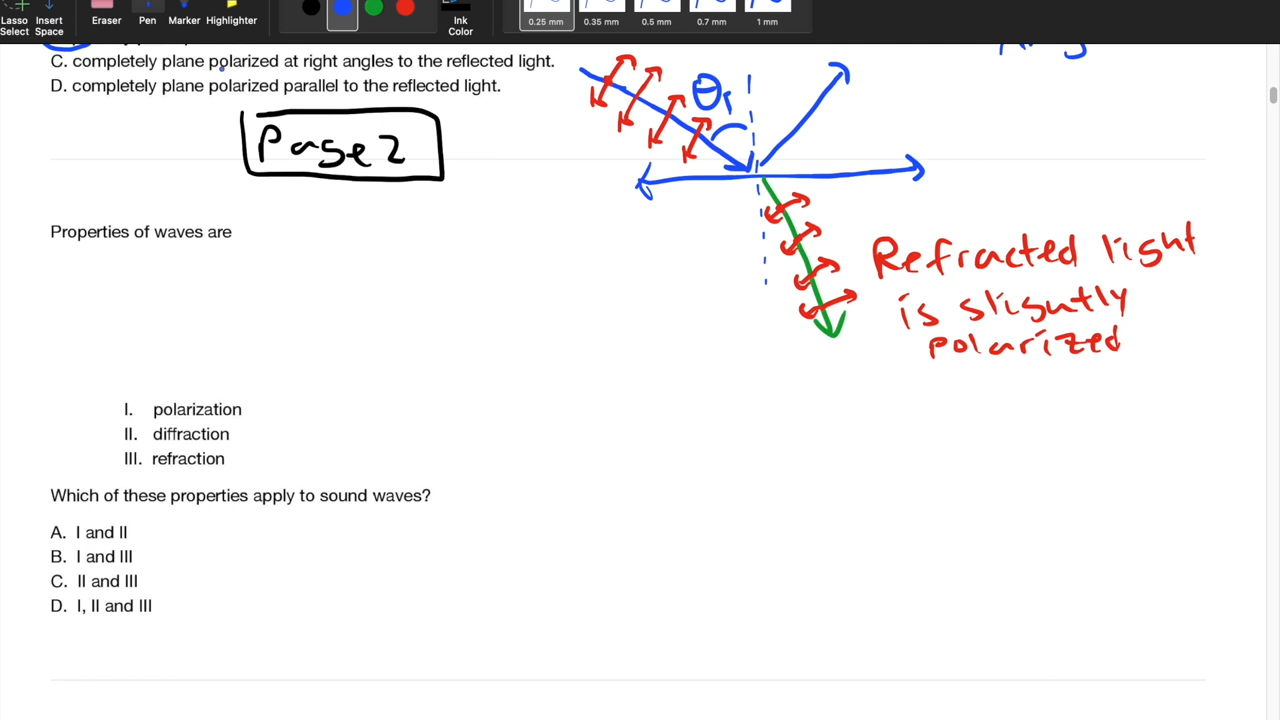 Lasso Select
Insert Space
Eraser
Pen
Marker
Highlighter
Ink Color
0.25 mm
0.35 mm
0.5 mm
0.7 mm
1 mm
C. completely plane polarized at right angles to the reflected light.
D. completely plane polarized parallel to the reflected light.
Page 2
θ
Properties of waves are
Refracted light
is slightly
polarized
I. polarization
II. diffraction
III. refraction
Which of these properties apply to sound waves?
A. I and II
B. I and III
C. II and III
D. I, II and III